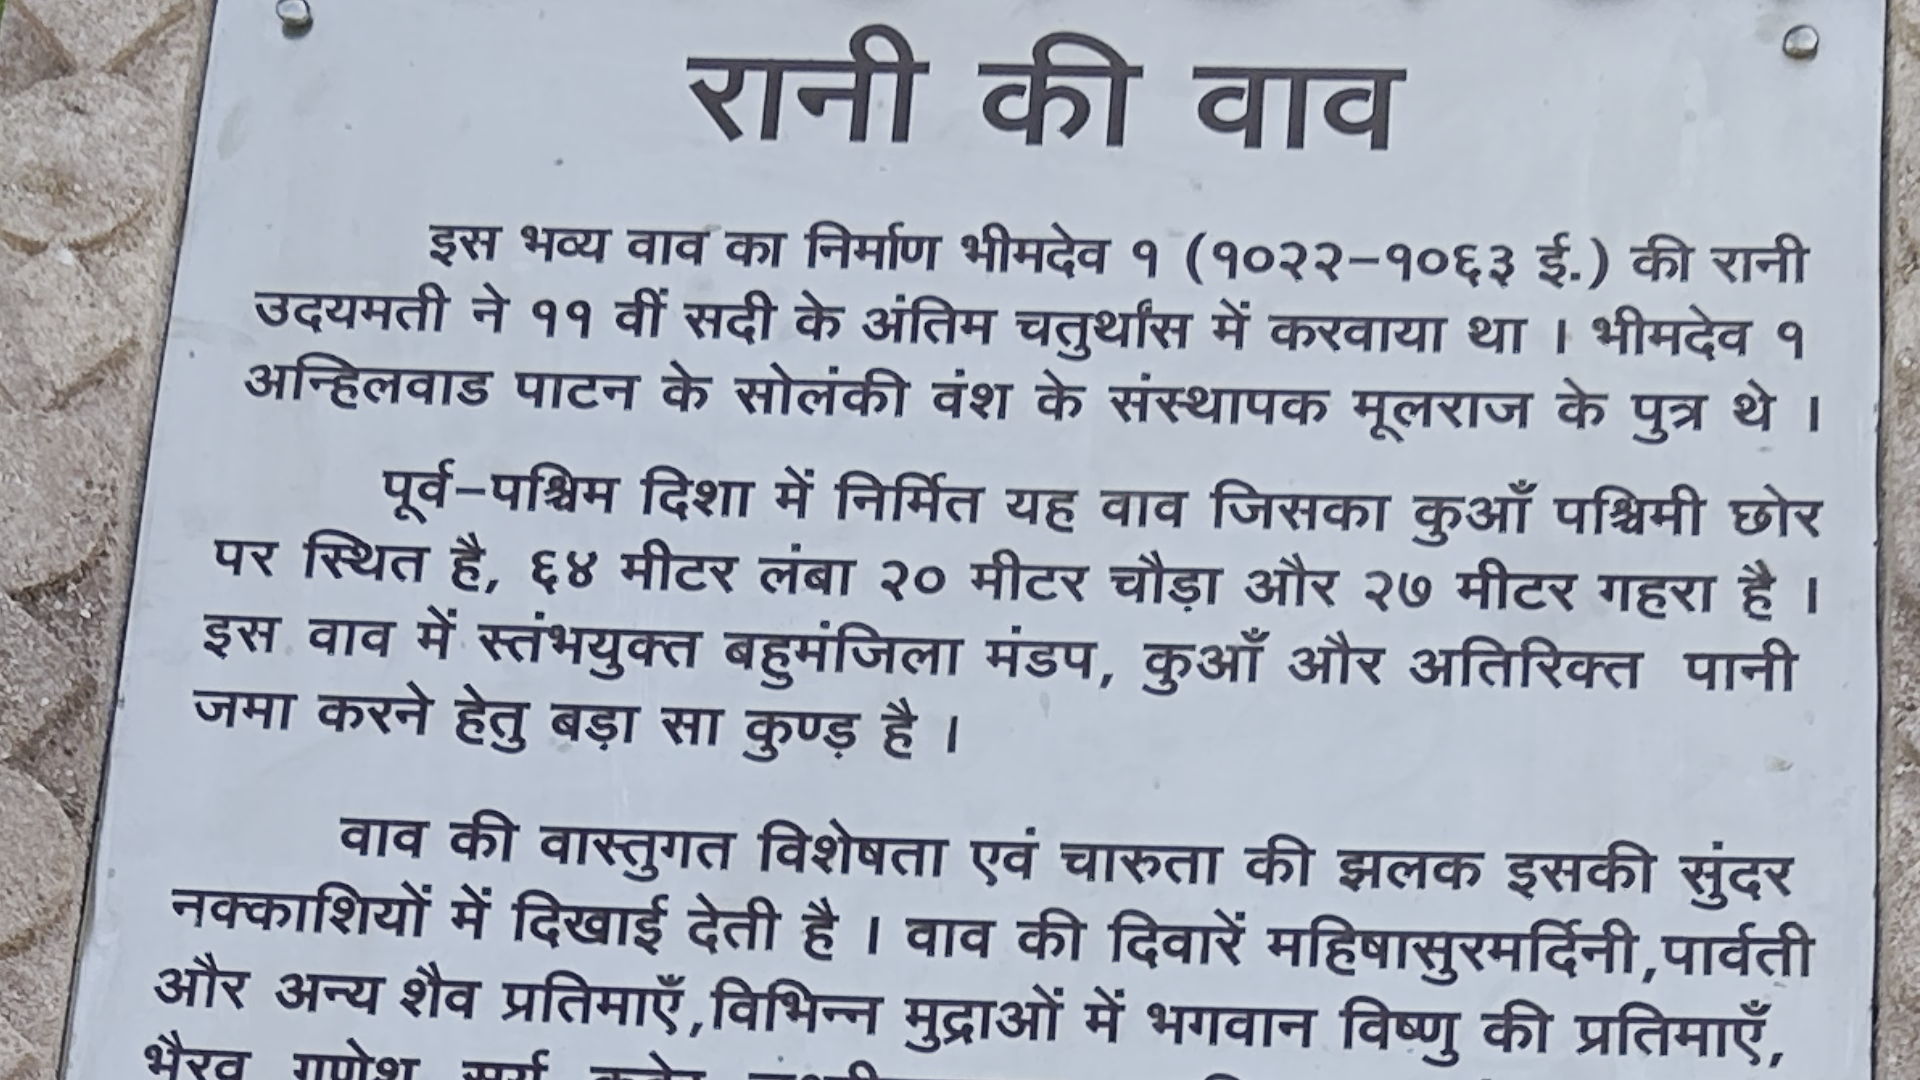 रानी की वाव
इस भव्य वाव का निर्माण भीमदेव १ (१०२२-१०६३ ई.) की रानी
उदयमती ने ११ वीं सदी के अंतिम चतुर्थांस में करवाया था । भीमदेव १
अन्हिलवाड पाटन के सोलंकी वंश के संस्थापक मूलराज के पुत्र थे ।
पूर्व-पश्चिम दिशा में निर्मित यह वाव जिसका कुआँ पश्चिमी छोर
पर स्थित है, ६४ मीटर लंबा २० मीटर चौड़ा और २७ मीटर गहरा है ।
इस वाव में स्तंभयुक्त बहुमंजिला मंडप, कुआँ और अतिरिक्त पानी
जमा करने हेतु बड़ा सा कुण्ड़ है ।
वाव की वास्तुगत विशेषता एवं चारुता की झलक इसकी सुंदर
नक्काशियों में दिखाई देती है । वाव की दिवारें महिषासुरमर्दिनी,पार्वती
और अन्य शैव प्रतिमाएँ,विभिन्न मुद्राओं में भगवान विष्णु की प्रतिमाएँ,
भैरव गणेश सूर्य कुबेर